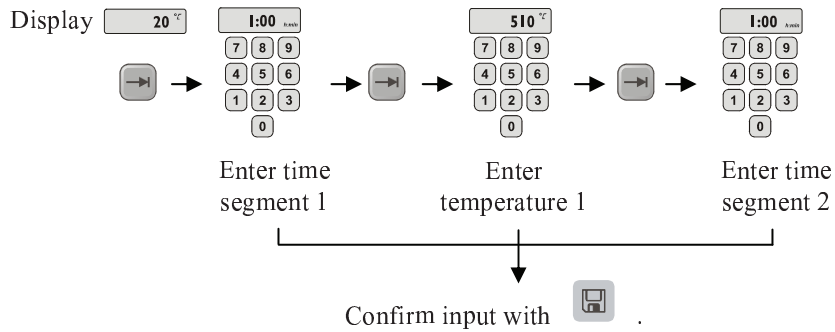 Display 20 °C
1:00 h:min
7 8 9
4 5 6
1 2 3
0
Enter time
segment 1
510 °C
7 8 9
4 5 6
1 2 3
0
Enter
temperature 1
1:00 h:min
7 8 9
4 5 6
1 2 3
0
Enter time
segment 2
Confirm input with .